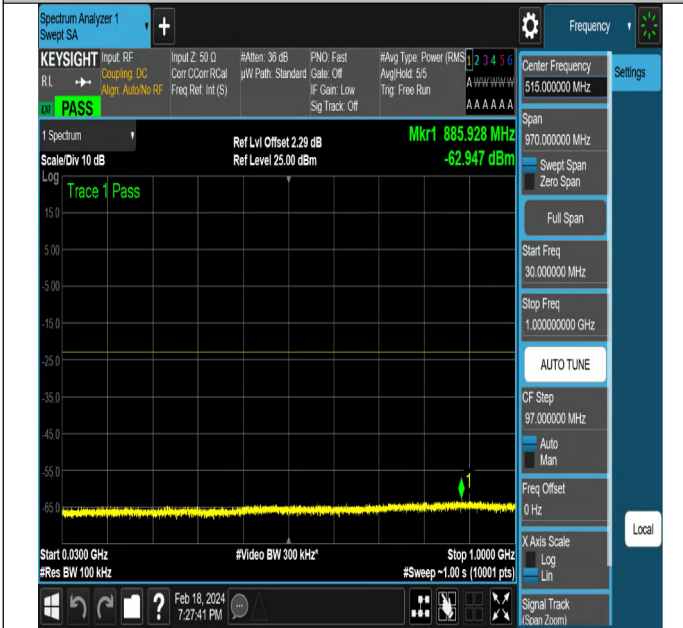 Spectrum Analyzer 1
Swept SA
+
Frequency
KEYSIGHT
RL
LXI PASS
Input: RF
Coupling: DC
Align: Auto/No RF
Input Z: 50 Ω
Corr CCorr RCal
Freq Ref: Int (S)
#Atten: 36 dB
µW Path: Standard
PNO: Fast
Gate: Off
IF Gain: Low
Sig Track: Off
#Avg Type: Power (RMS
Avg|Hold: 5/5
Trig: Free Run
1 2 3 4 5 6
A W W W W W
A A A A A A
1 Spectrum
Scale/Div 10 dB
Ref Lvl Offset 2.29 dB
Ref Level 25.00 dBm
Mkr1 885.928 MHz
-62.947 dBm
Log
Trace 1 Pass
15.0
5.00
-5.00
-15.0
-25.0
-35.0
-45.0
-55.0
-65.0
1
Start 0.0300 GHz
#Res BW 100 kHz
#Video BW 300 kHz*
Stop 1.0000 GHz
#Sweep ~1.00 s (10001 pts)
?
Feb 18, 2024
7:27:41 PM
Center Frequency
515.000000 MHz
Settings
Span
970.000000 MHz
Swept Span
Zero Span
Full Span
Start Freq
30.000000 MHz
Stop Freq
1.000000000 GHz
AUTO TUNE
CF Step
97.000000 MHz
Auto
Man
Freq Offset
0 Hz
X Axis Scale
Log
Lin
Local
Signal Track
(Span Zoom)